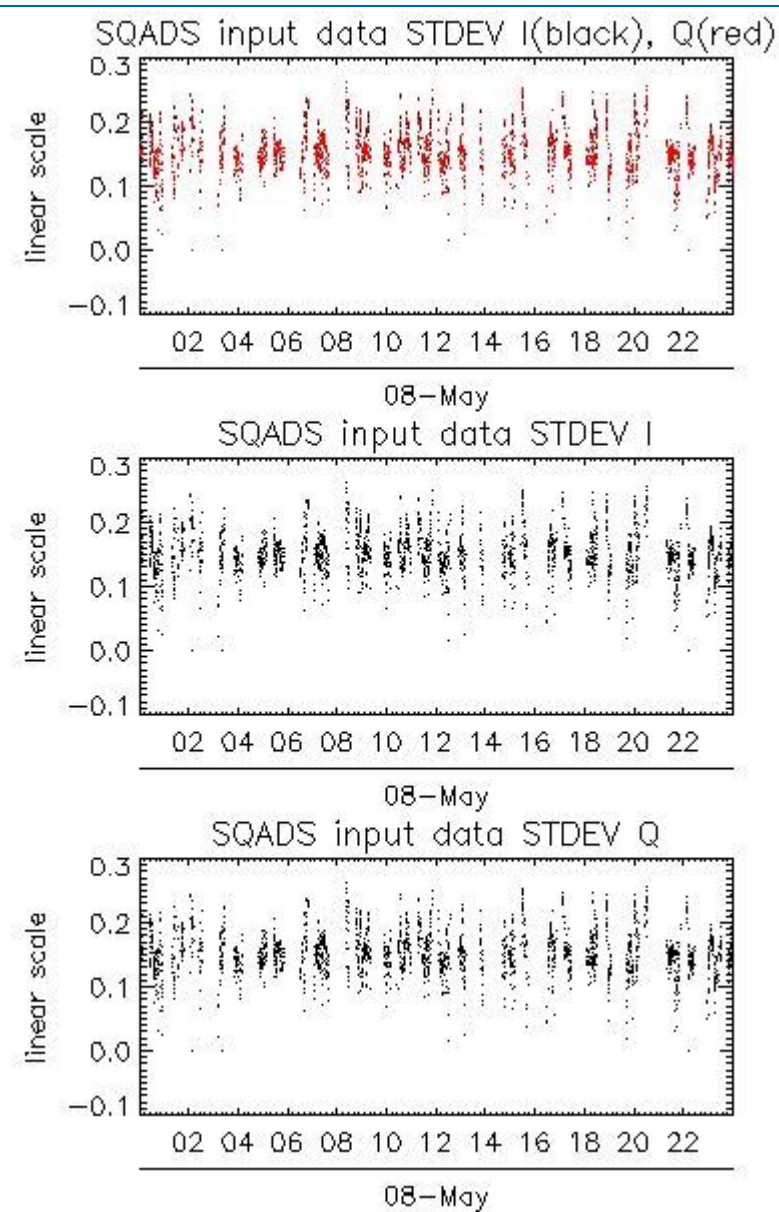 SQADS input data STDEV I(black), Q(red)
0.3
0.2
0.1
0.0
−0.1
linear scale
02 04 06 08 10 12 14 16 18 20 22
08−May
SQADS input data STDEV I
0.3
0.2
0.1
0.0
−0.1
linear scale
02 04 06 08 10 12 14 16 18 20 22
08−May
SQADS input data STDEV Q
0.3
0.2
0.1
0.0
−0.1
linear scale
02 04 06 08 10 12 14 16 18 20 22
08−May